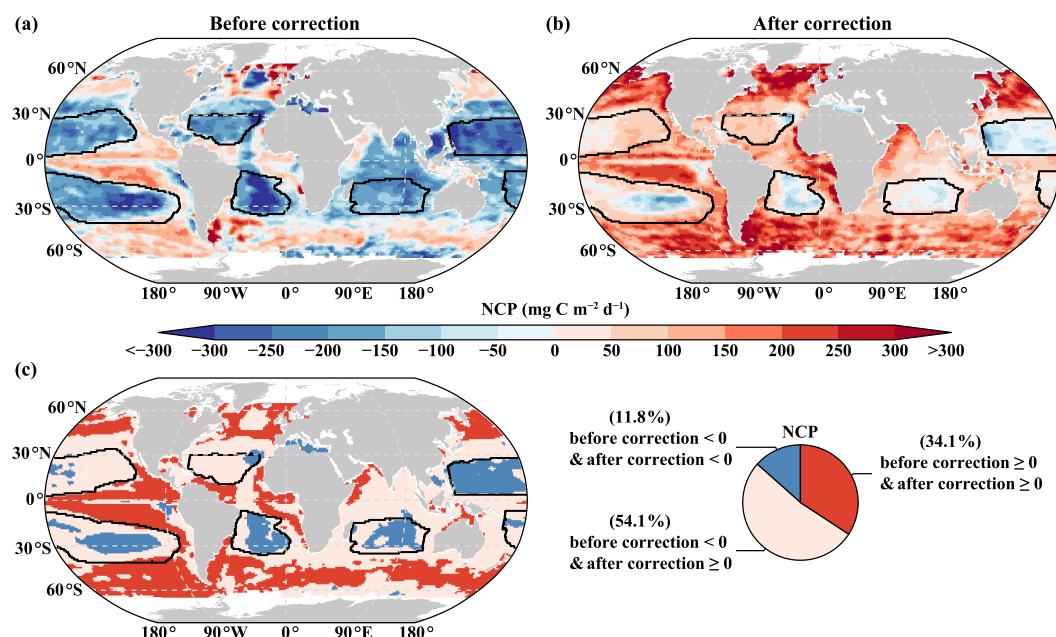 (a) Before correction
(b) After correction
60°N
30°N
0°
30°S
60°S
180° 90°W 0° 90°E 180°
60°N
30°N
0°
30°S
60°S
180° 90°W 0° 90°E 180°
NCP (mg C m⁻² d⁻¹)
<−300 −300 −250 −200 −150 −100 −50 0 50 100 150 200 250 300 >300
(c)
60°N
30°N
0°
30°S
60°S
180° 90°W 0° 90°E 180°
NCP
(11.8%)
before correction < 0
& after correction < 0
(34.1%)
before correction ≥ 0
& after correction ≥ 0
(54.1%)
before correction < 0
& after correction ≥ 0